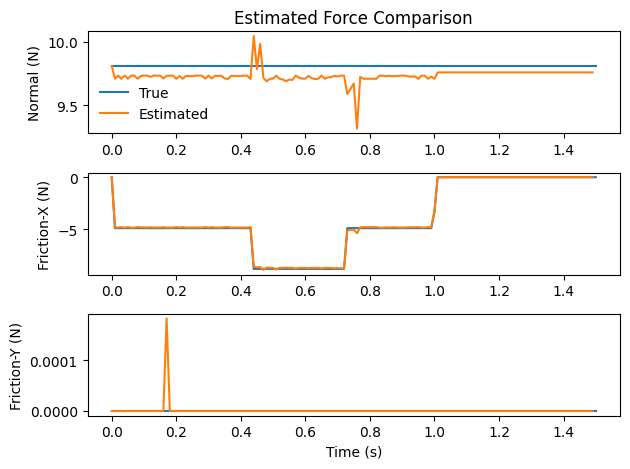 Estimated Force Comparison
Normal (N)
10.0
9.5
True
Estimated
0.0 0.2 0.4 0.6 0.8 1.0 1.2 1.4
Friction-X (N)
0
−5
0.0 0.2 0.4 0.6 0.8 1.0 1.2 1.4
Friction-Y (N)
0.0001
0.0000
0.0 0.2 0.4 0.6 0.8 1.0 1.2 1.4
Time (s)